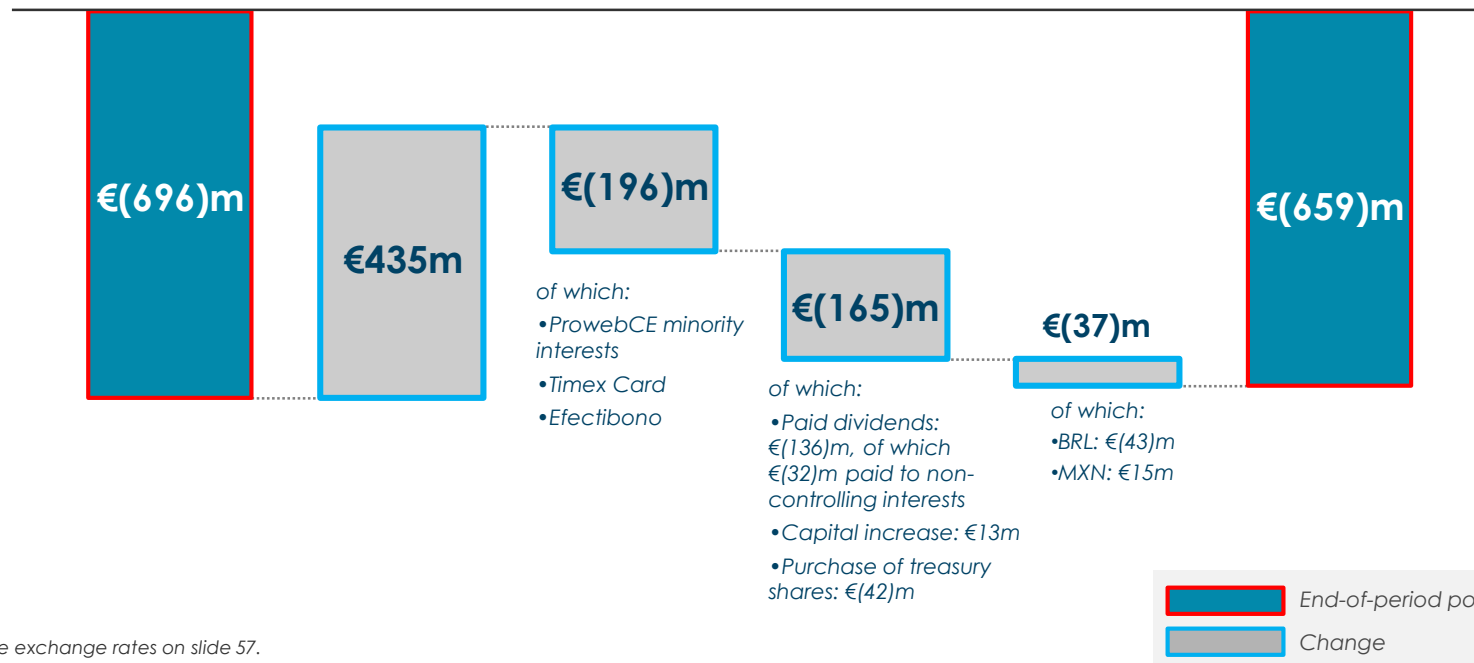 €(696)m
€435m
€(196)m
of which:
•ProwebCE minority
interests
•Timex Card
•Efectibono
€(165)m
of which:
•Paid dividends:
€(136)m, of which
€(32)m paid to non-
controlling interests
•Capital increase: €13m
•Purchase of treasury
shares: €(42)m
€(37)m
of which:
•BRL: €(43)m
•MXN: €15m
€(659)m
End-of-period
Change
exchange rates on slide 57.